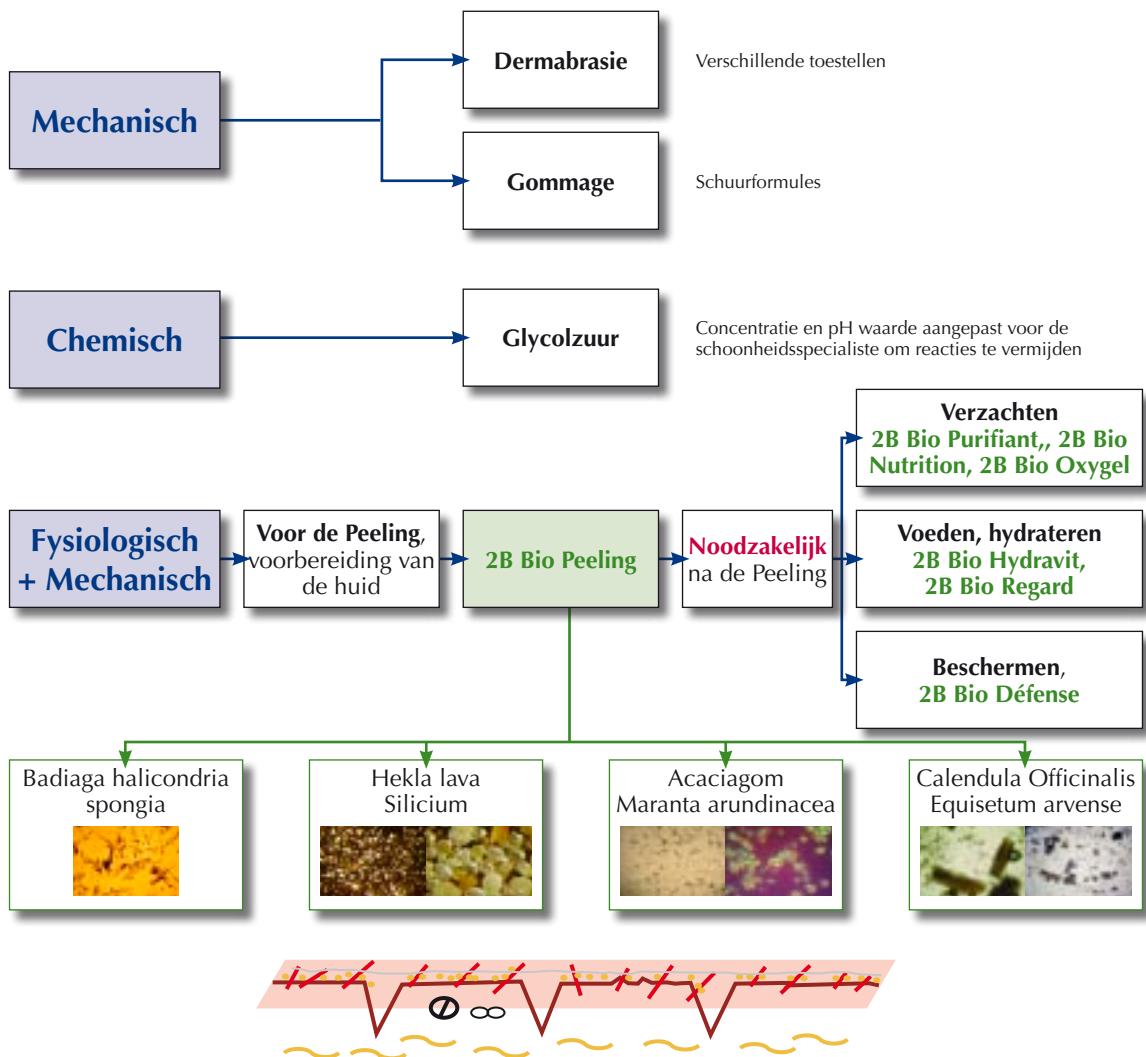 Dermabrasie
Verschillende toestellen
Mechanisch
Gommage
Schuurformules
Chemisch
Glycolzuur
Concentratie en pH waarde aangepast voor de
schoonheidsspecialiste om reacties te vermijden
Verzachten
2B Bio Purifiant,, 2B Bio
Nutrition, 2B Bio Oxygel
Fysiologisch
+ Mechanisch
Voor de Peeling,
voorbereiding van
de huid
2B Bio Peeling
Noodzakelijk
na de Peeling
Voeden, hydrateren
2B Bio Hydravit,
2B Bio Regard
Beschermen,
2B Bio Défense
Badiaga halicondria
spongia
Hekla lava
Silicium
Acaciagom
Maranta arundinacea
Calendula Officinalis
Equisetum arvense